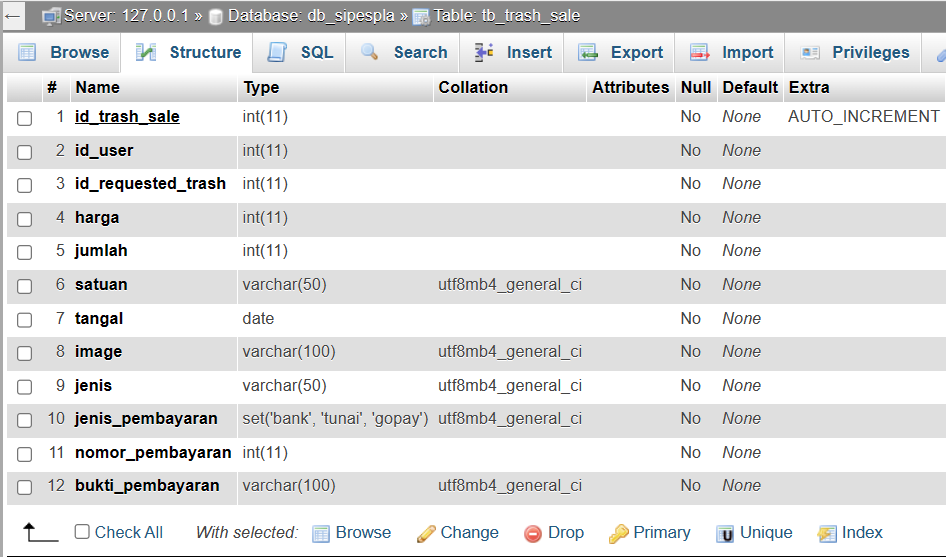 Server: 127.0.0.1 » Database: db_sipespla » Table: tb_trash_sale
Browse Structure SQL Search Insert Export Import Privileges
# Name Type Collation Attributes Null Default Extra
1 id_trash_sale int(11) No None AUTO_INCREMENT
2 id_user int(11) No None
3 id_requested_trash int(11) No None
4 harga int(11) No None
5 jumlah int(11) No None
6 satuan varchar(50) utf8mb4_general_ci No None
7 tangal date No None
8 image varchar(100) utf8mb4_general_ci No None
9 jenis varchar(50) utf8mb4_general_ci No None
10 jenis_pembayaran set('bank', 'tunai', 'gopay') utf8mb4_general_ci No None
11 nomor_pembayaran int(11) No None
12 bukti_pembayaran varchar(100) utf8mb4_general_ci No None
Check All With selected: Browse Change Drop Primary Unique Index